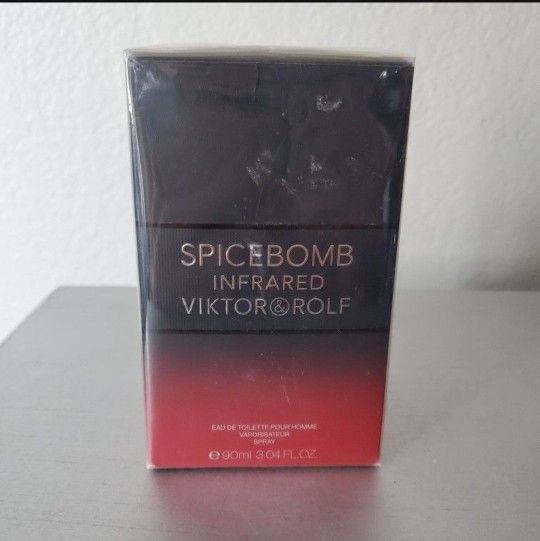 SPICEBOMB
INFRARED
VIKTOR&ROLF
EAU DE TOILETTE POUR HOMME
VAPORISATEUR
SPRAY
℮ 90ml 3.04 FL.OZ